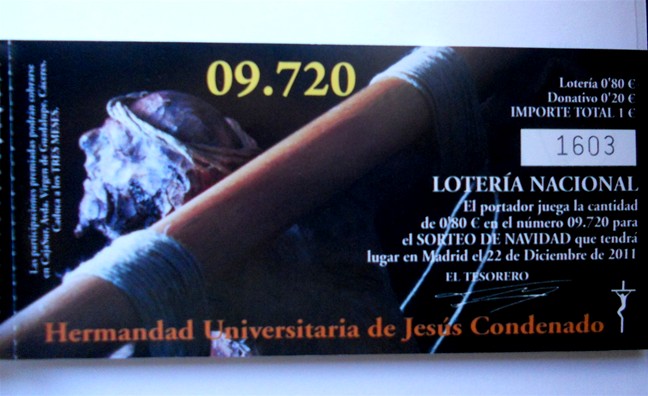 09.720
Lotería 0'80 €
Donativo 0'20 €
IMPORTE TOTAL 1 €
1603
LOTERÍA NACIONAL
El portador juega la cantidad
de 0'80 € en el número 09.720 para
el SORTEO DE NAVIDAD que tendrá
lugar en Madrid el 22 de Diciembre de 2011
EL TESORERO
Hermandad Universitaria de Jesús Condenado
Las participaciones premiadas podrán cobrarse
en CajaSur, Avda. Virgen de Guadalupe, Cáceres.
Caduca a los TRES MESES.